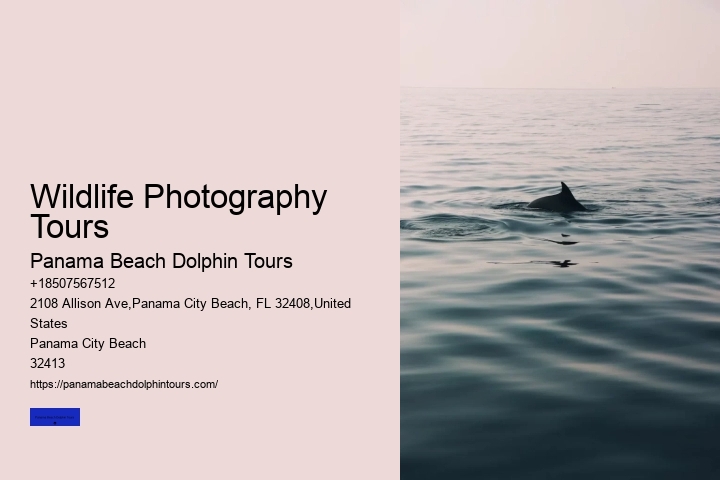 Wildlife Photography
Tours
Panama Beach Dolphin Tours
+18507567512
2108 Allison Ave,Panama City Beach, FL 32408,United
States
Panama City Beach
32413
https://panamabeachdolphintours.com/